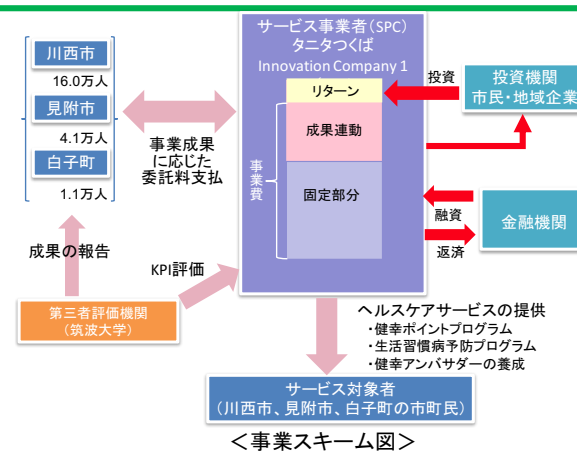 川西市
16.0万人
見附市
4.1万人
白子町
1.1万人
事業成果
に応じた
委託料支払
サービス事業者(SPC)
タニタつくば
Innovation Company 1
リターン
成果連動
固定部分
事業費
投資
投資機関
市民・地域企業
融資
返済
金融機関
成果の報告
KPI評価
第三者評価機関
(筑波大学)
ヘルスケアサービスの提供
・健幸ポイントプログラム
・生活習慣病予防プログラム
・健幸アンバサダーの養成
サービス対象者
(川西市、見附市、白子町の市町民)
＜事業スキーム図＞